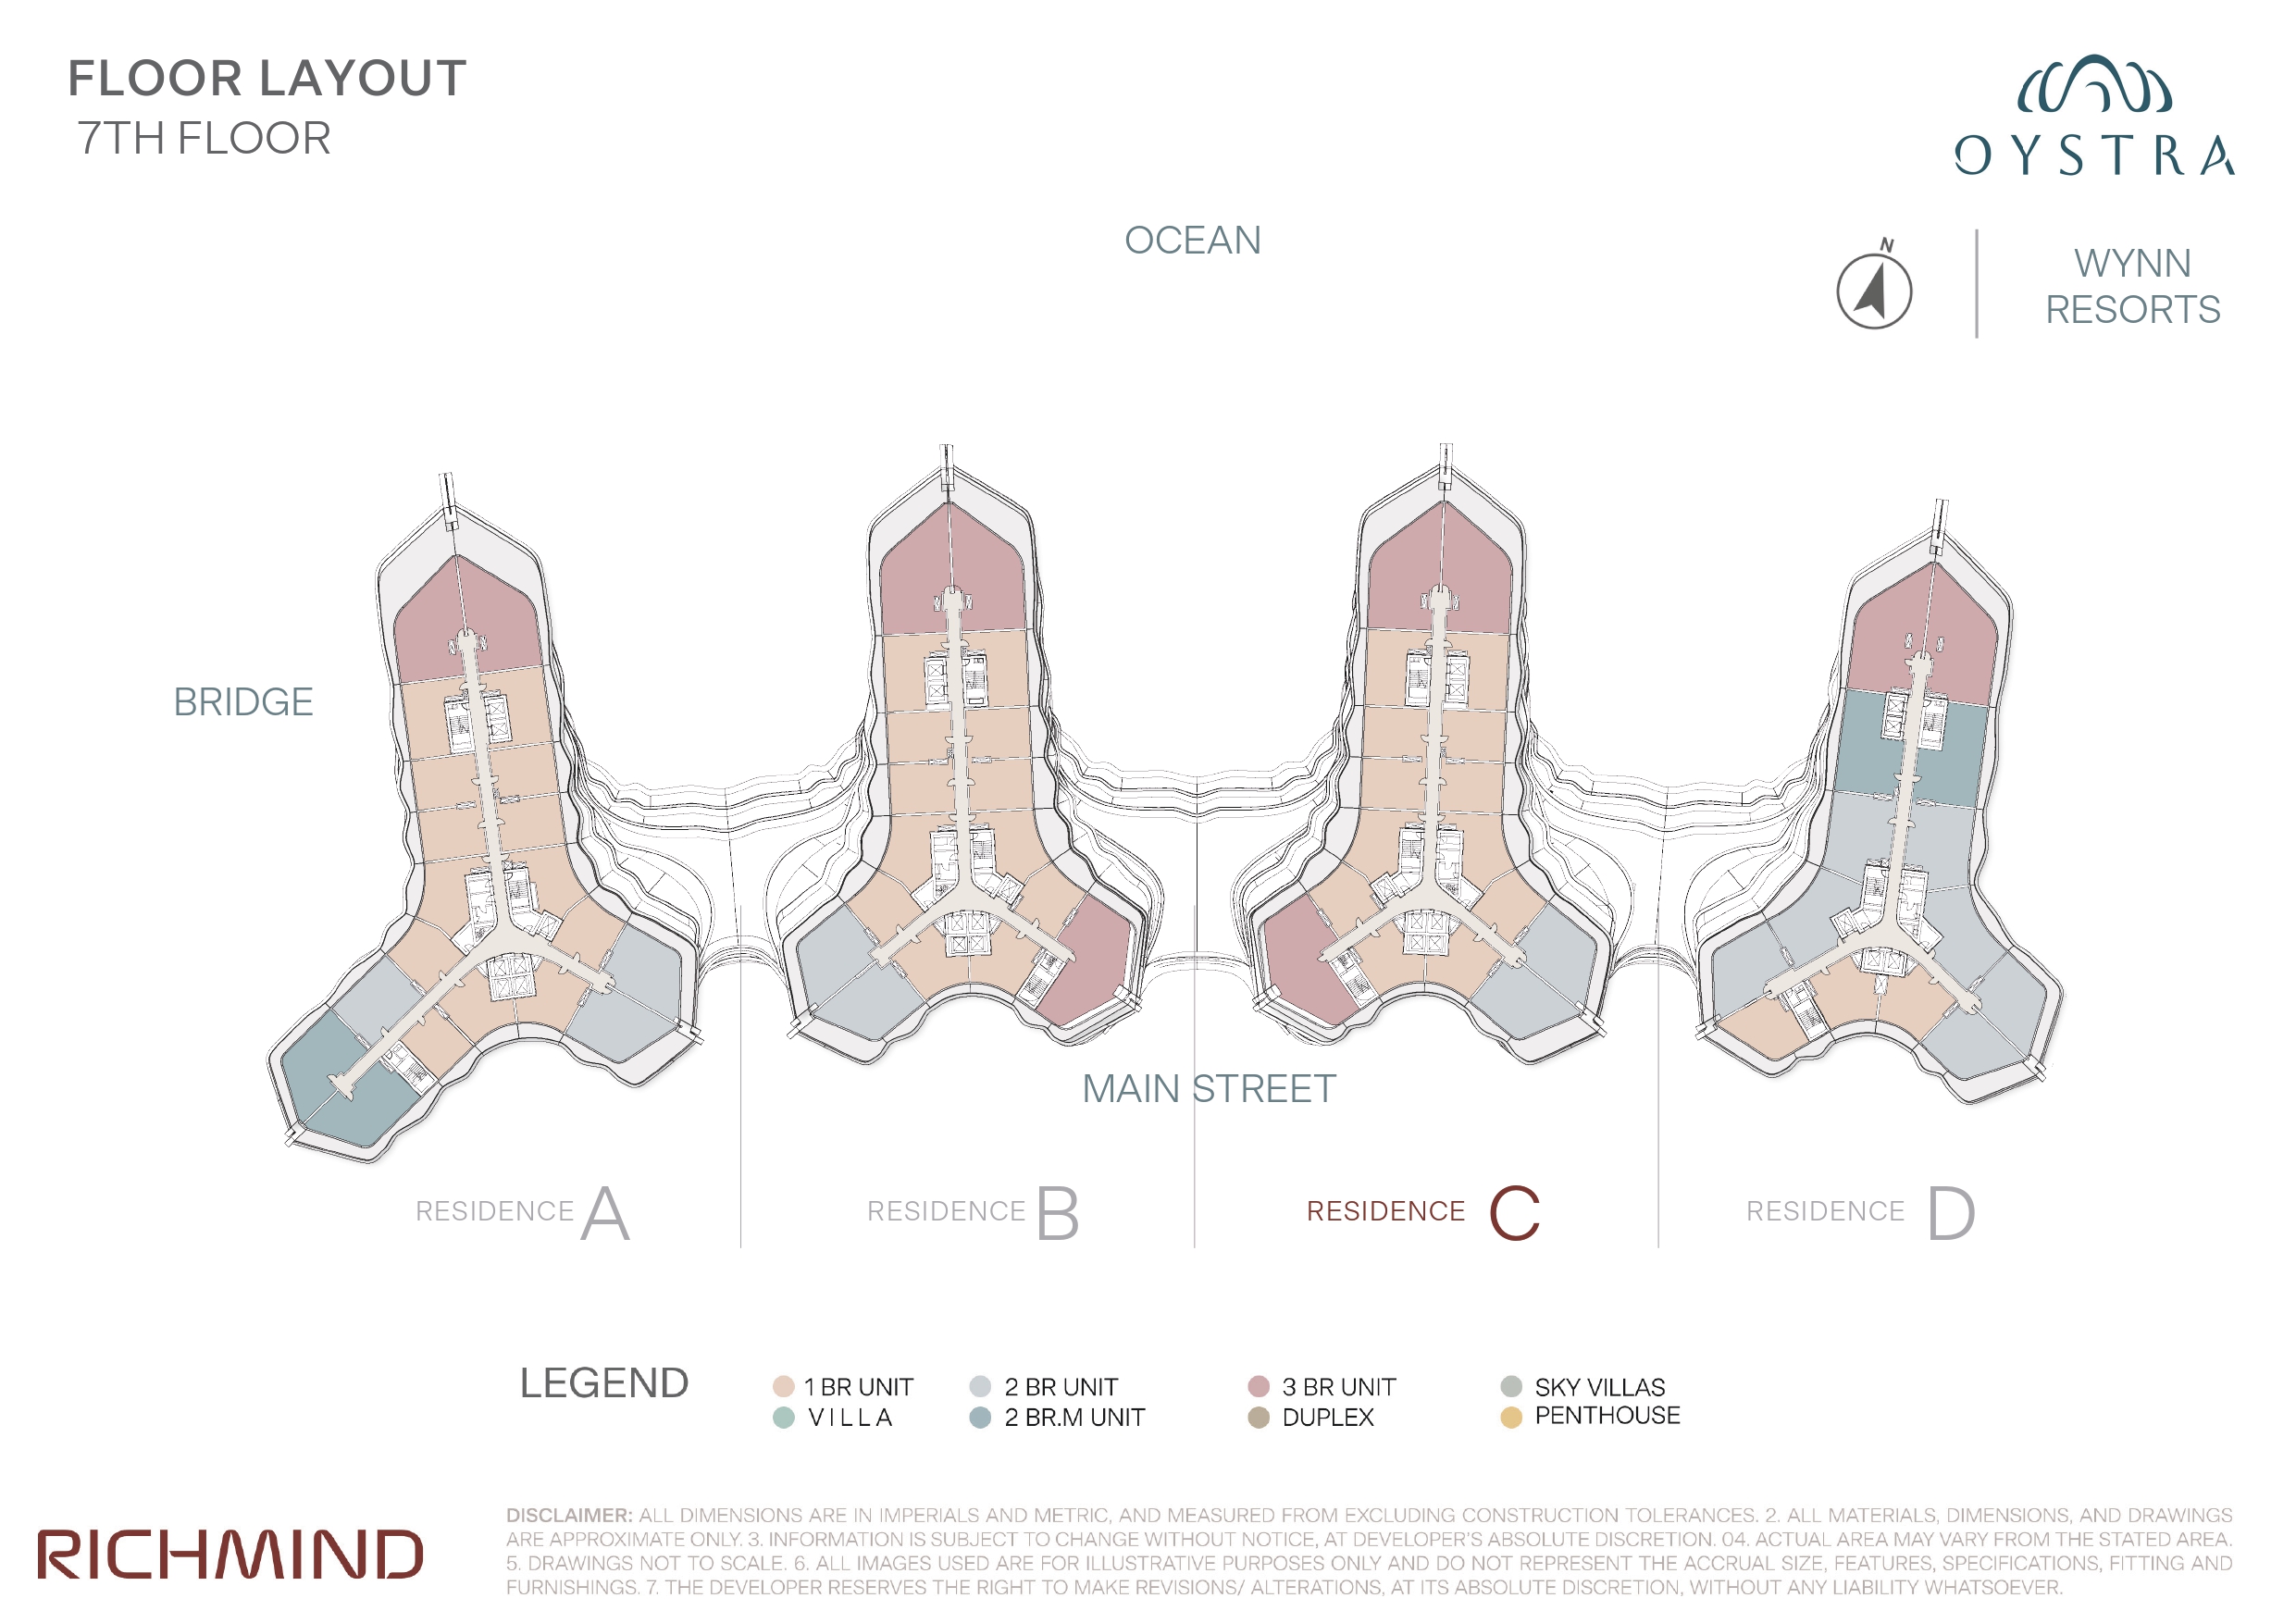 FLOOR LAYOUT
7TH FLOOR
OYSTRA
OCEAN
N
WYNN
RESORTS
BRIDGE
MAIN STREET
RESIDENCE A
RESIDENCE B
RESIDENCE C
RESIDENCE D
LEGEND
1 BR UNIT
2 BR UNIT
3 BR UNIT
SKY VILLAS
VILLA
2 BR.M UNIT
DUPLEX
PENTHOUSE
RICHMIND
DISCLAIMER: ALL DIMENSIONS ARE IN IMPERIALS AND METRIC, AND MEASURED FROM EXCLUDING CONSTRUCTION TOLERANCES. 2. ALL MATERIALS, DIMENSIONS, AND DRAWINGS
ARE APPROXIMATE ONLY. 3. INFORMATION IS SUBJECT TO CHANGE WITHOUT NOTICE, AT DEVELOPER'S ABSOLUTE DISCRETION. 04. ACTUAL AREA MAY VARY FROM THE STATED AREA.
5. DRAWINGS NOT TO SCALE. 6. ALL IMAGES USED ARE FOR ILLUSTRATIVE PURPOSES ONLY AND DO NOT REPRESENT THE ACCRUAL SIZE, FEATURES, SPECIFICATIONS, FITTING AND
FURNISHINGS. 7. THE DEVELOPER RESERVES THE RIGHT TO MAKE REVISIONS/ ALTERATIONS, AT ITS ABSOLUTE DISCRETION, WITHOUT ANY LIABILITY WHATSOEVER.